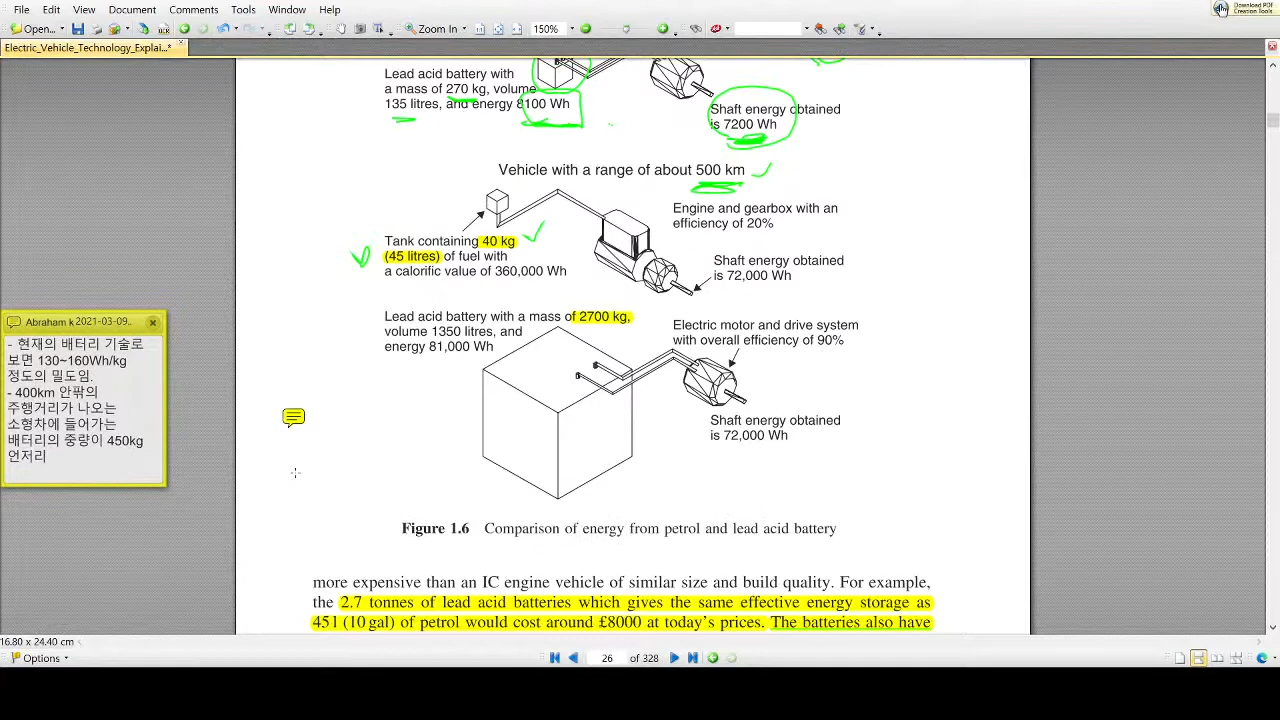 File Edit View Document Comments Tools Window Help
Download PDF
Creation Tools
Open... Zoom In 150%
Electric_Vehicle_Technology_Explai...*
Lead acid battery with
a mass of 270 kg, volume
135 litres, and energy 8100 Wh
Shaft energy obtained
is 7200 Wh
Vehicle with a range of about 500 km
Engine and gearbox with an
efficiency of 20%
Tank containing 40 kg
(45 litres) of fuel with
a calorific value of 360,000 Wh
Shaft energy obtained
is 72,000 Wh
Lead acid battery with a mass of 2700 kg,
volume 1350 litres, and
energy 81,000 Wh
Electric motor and drive system
with overall efficiency of 90%
Shaft energy obtained
is 72,000 Wh
Abraham k 2021-03-09..
- 현재의 배터리 기술로
보면 130~160Wh/kg
정도의 밀도임.
- 400km 안팎의
주행거리가 나오는
소형차에 들어가는
배터리의 중량이 450kg
언저리
Figure 1.6 Comparison of energy from petrol and lead acid battery
more expensive than an IC engine vehicle of similar size and build quality. For example,
the 2.7 tonnes of lead acid batteries which gives the same effective energy storage as
45 l (10 gal) of petrol would cost around £8000 at today's prices. The batteries also have
16.80 x 24.40 cm
Options 26 of 328